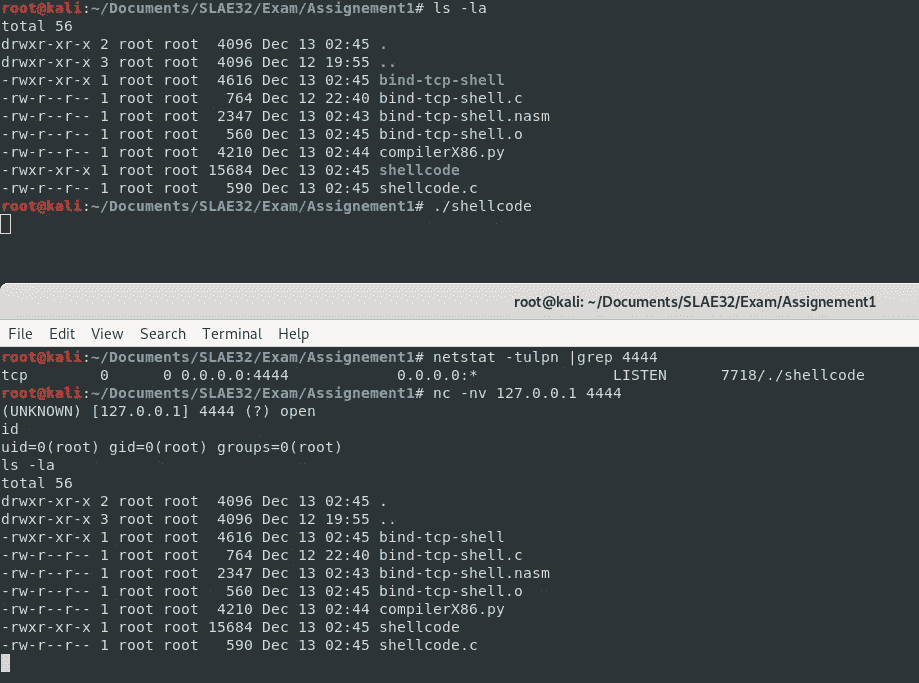 root@kali:~/Documents/SLAE32/Exam/Assignement1# ls -la
total 56
drwxr-xr-x 2 root root  4096 Dec 13 02:45 .
drwxr-xr-x 3 root root  4096 Dec 12 19:55 ..
-rwxr-xr-x 1 root root  4616 Dec 13 02:45 bind-tcp-shell
-rw-r--r-- 1 root root   764 Dec 12 22:40 bind-tcp-shell.c
-rw-r--r-- 1 root root  2347 Dec 13 02:43 bind-tcp-shell.nasm
-rw-r--r-- 1 root root   560 Dec 13 02:45 bind-tcp-shell.o
-rw-r--r-- 1 root root  4210 Dec 13 02:44 compilerX86.py
-rwxr-xr-x 1 root root 15684 Dec 13 02:45 shellcode
-rw-r--r-- 1 root root   590 Dec 13 02:45 shellcode.c
root@kali:~/Documents/SLAE32/Exam/Assignement1# ./shellcode
root@kali: ~/Documents/SLAE32/Exam/Assignement1
File Edit View Search Terminal Help
root@kali:~/Documents/SLAE32/Exam/Assignement1# netstat -tulpn |grep 4444
tcp        0      0 0.0.0.0:4444            0.0.0.0:*               LISTEN      7718/./shellcode
root@kali:~/Documents/SLAE32/Exam/Assignement1# nc -nv 127.0.0.1 4444
(UNKNOWN) [127.0.0.1] 4444 (?) open
id
uid=0(root) gid=0(root) groups=0(root)
ls -la
total 56
drwxr-xr-x 2 root root  4096 Dec 13 02:45 .
drwxr-xr-x 3 root root  4096 Dec 12 19:55 ..
-rwxr-xr-x 1 root root  4616 Dec 13 02:45 bind-tcp-shell
-rw-r--r-- 1 root root   764 Dec 12 22:40 bind-tcp-shell.c
-rw-r--r-- 1 root root  2347 Dec 13 02:43 bind-tcp-shell.nasm
-rw-r--r-- 1 root root   560 Dec 13 02:45 bind-tcp-shell.o
-rw-r--r-- 1 root root  4210 Dec 13 02:44 compilerX86.py
-rwxr-xr-x 1 root root 15684 Dec 13 02:45 shellcode
-rw-r--r-- 1 root root   590 Dec 13 02:45 shellcode.c